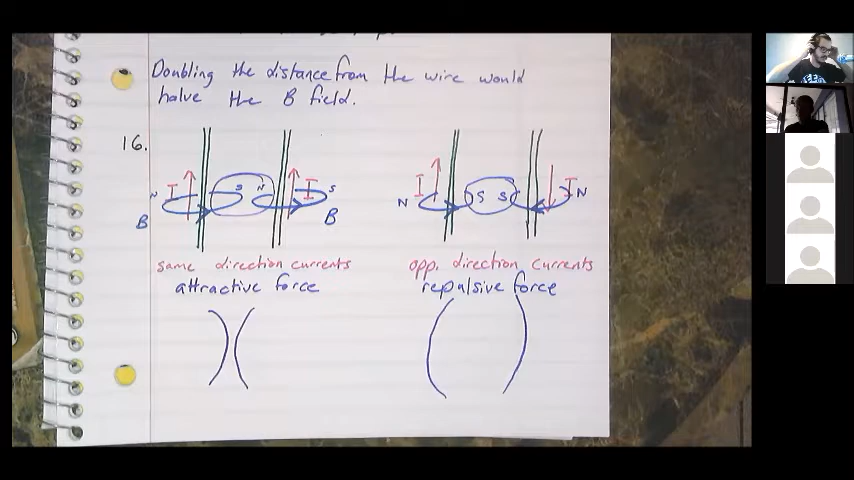 Doubling the distance from the wire would
halve the B field.
16.
N I S N I S
B B
I I
N S S N
same direction currents
attractive force
opp. direction currents
repulsive force